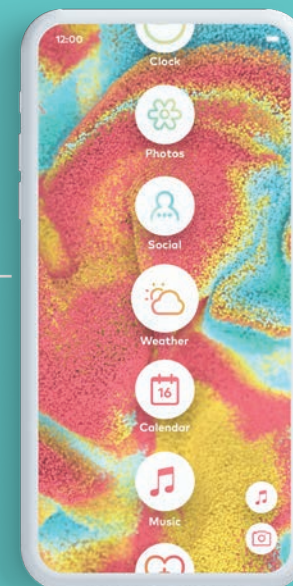 12:00
Clock
Photos
Social
Weather
16
Calendar
Music